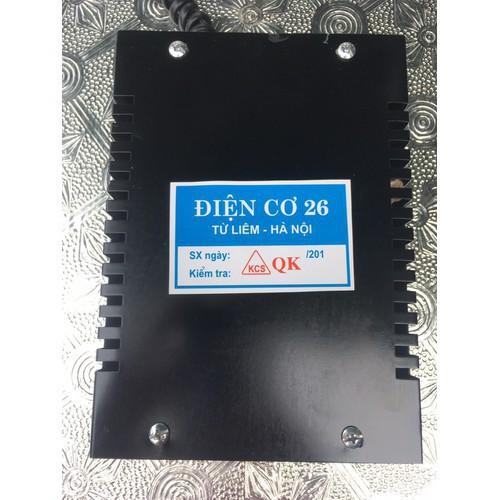 ĐIỆN CƠ 26
TỪ LIÊM - HÀ NỘI
SX ngày: /201
Kiểm tra: KCS QK